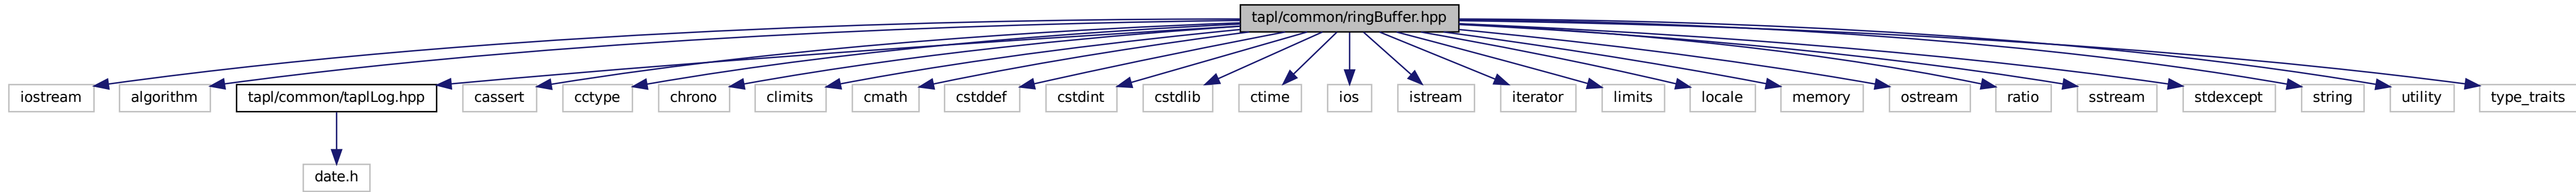 tapl/common/ringBuffer.hpp
iostream
algorithm
tapl/common/taplLog.hpp
cassert
cctype
chrono
climits
cmath
cstddef
cstdint
cstdlib
ctime
ios
istream
iterator
limits
locale
memory
ostream
ratio
sstream
stdexcept
string
utility
type_traits
date.h